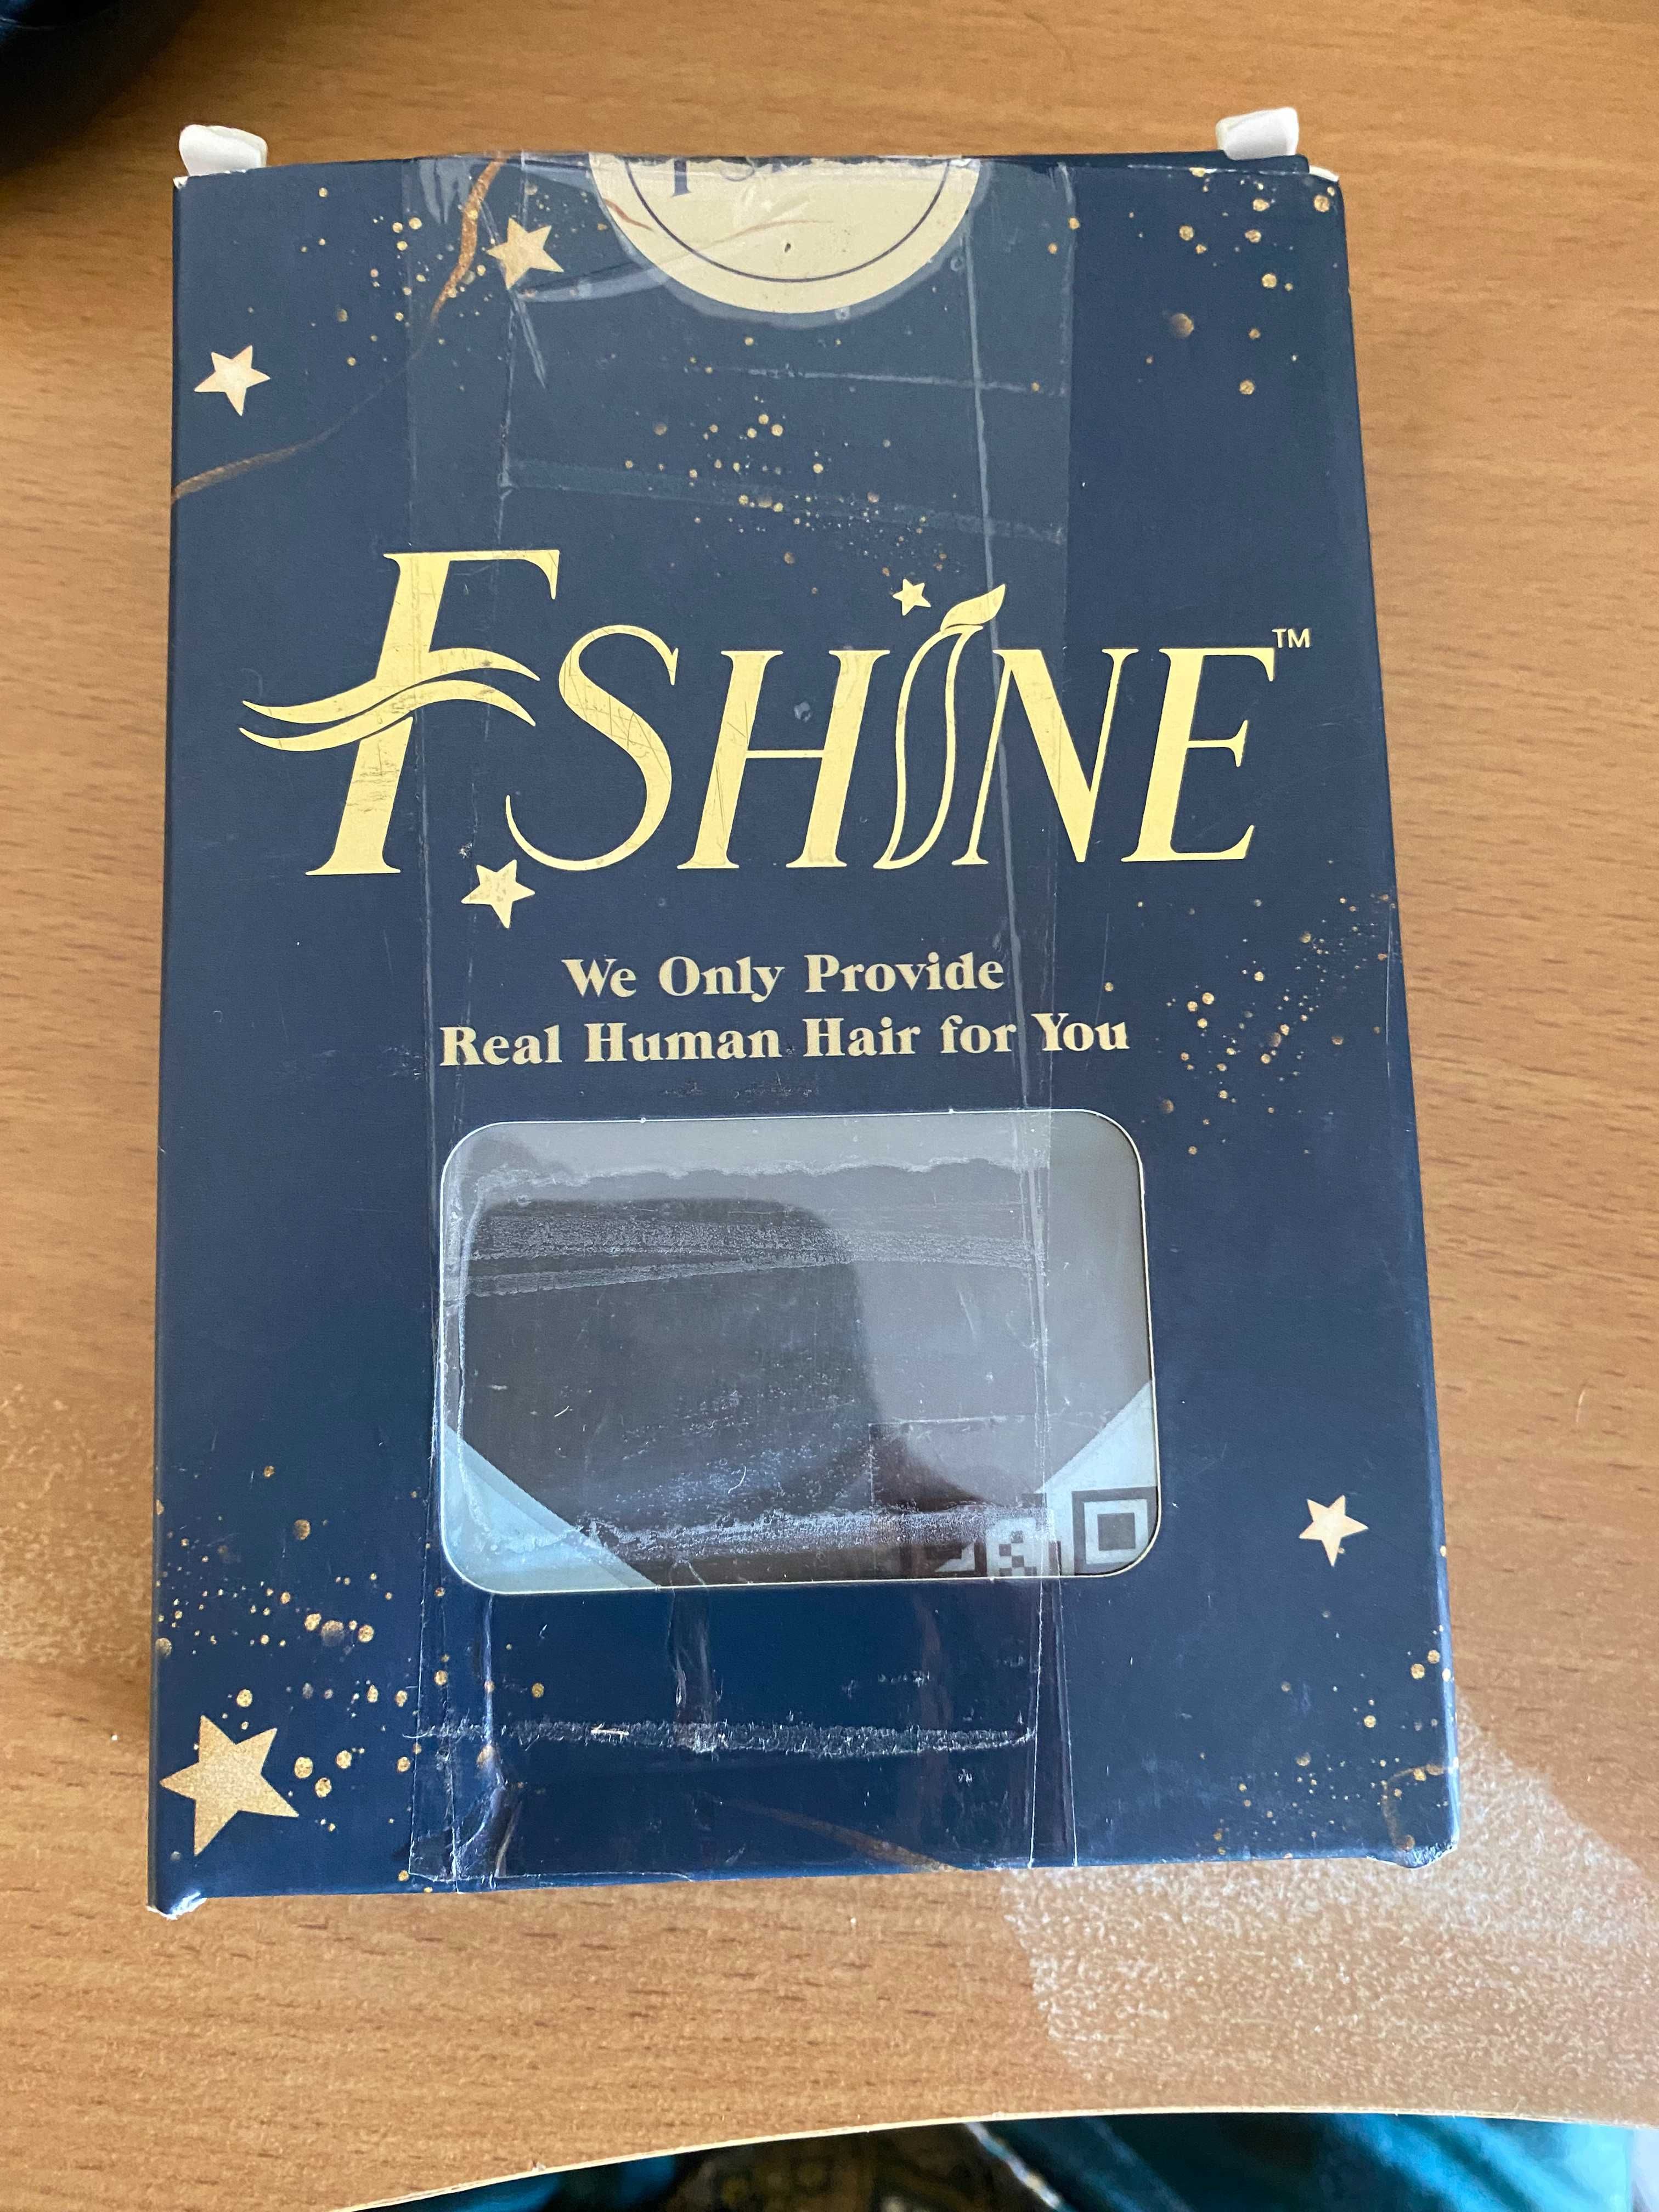 FSHINE™
We Only Provide
Real Human Hair for You